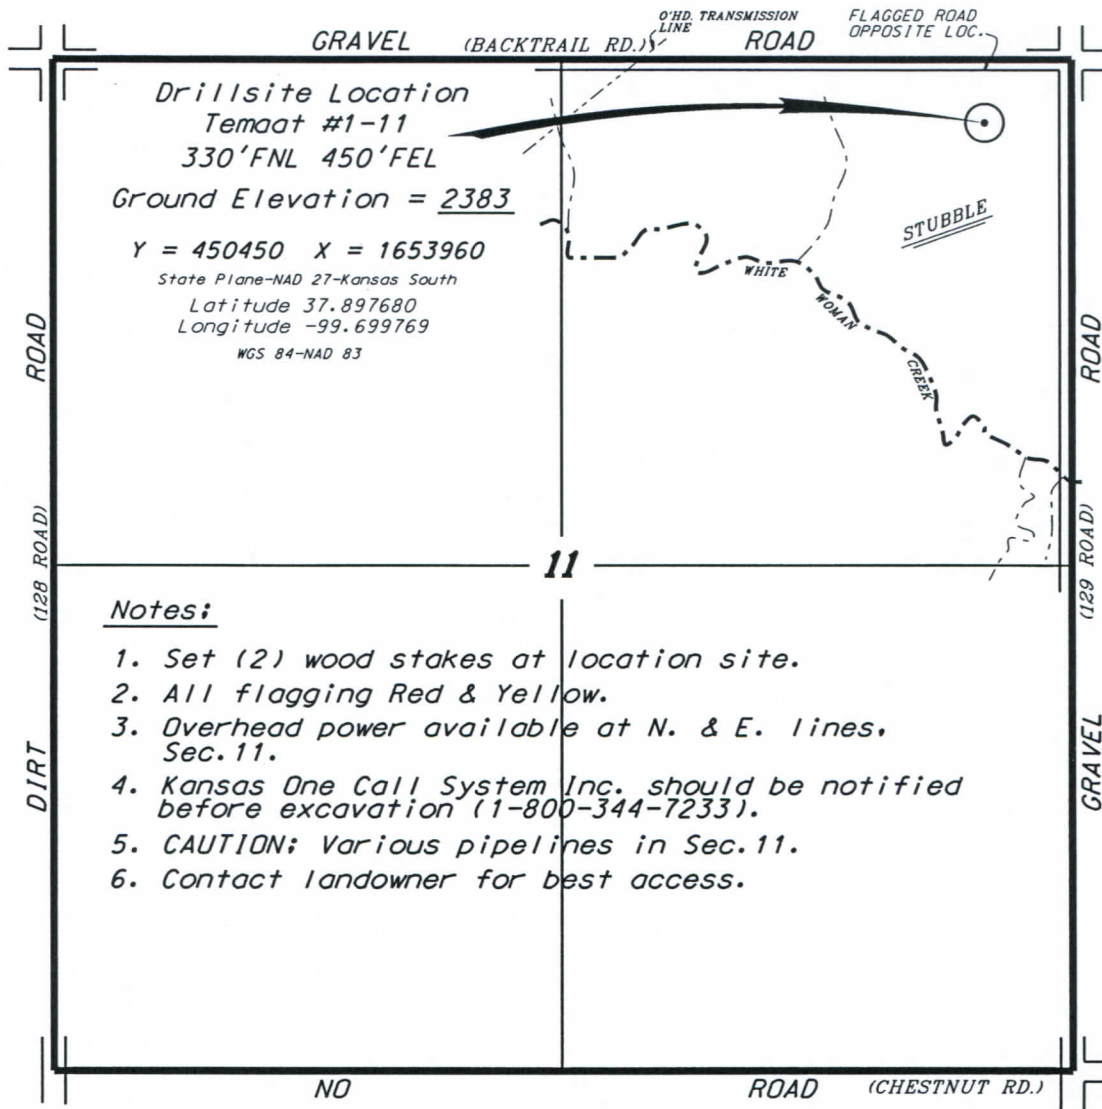 O'HD. TRANSMISSION
LINE
FLAGGED ROAD
OPPOSITE LOC.
GRAVEL (BACKTRAIL RD.) ROAD
Drillsite Location
Temaat #1-11
330'FNL 450'FEL
Ground Elevation = 2383
Y = 450450 X = 1653960
State Plane-NAD 27-Kansas South
Latitude 37.897680
Longitude -99.699769
WGS 84-NAD 83
STUBBLE
WHITE
WOMAN
CREEK
ROAD
(128 ROAD)
DIRT
ROAD
(129 ROAD)
GRAVEL
11
Notes:
1. Set (2) wood stakes at location site.
2. All flagging Red & Yellow.
3. Overhead power available at N. & E. lines,
Sec. 11.
4. Kansas One Call System Inc. should be notified
before excavation (1-800-344-7233).
5. CAUTION: Various pipelines in Sec. 11.
6. Contact landowner for best access.
NO ROAD (CHESTNUT RD.)